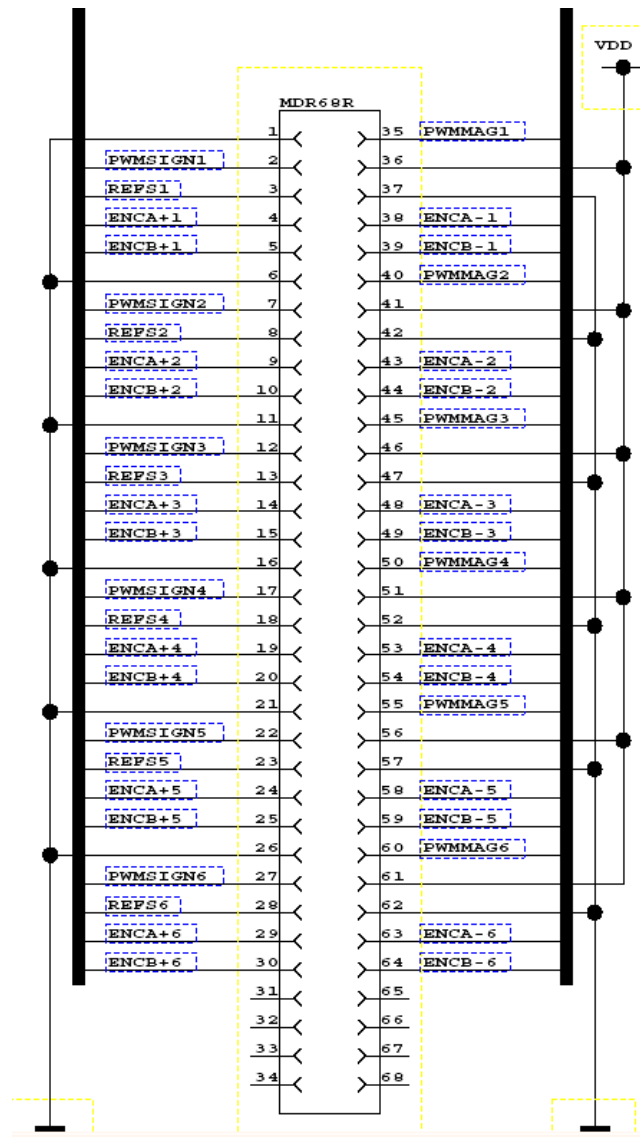 VDD
MDR68R
1 35 PWMMAG1
PWMSIGN1 2 36
REFS1 3 37
ENCA+1 4 38 ENCA-1
ENCB+1 5 39 ENCB-1
6 40 PWMMAG2
PWMSIGN2 7 41
REFS2 8 42
ENCA+2 9 43 ENCA-2
ENCB+2 10 44 ENCB-2
11 45 PWMMAG3
PWMSIGN3 12 46
REFS3 13 47
ENCA+3 14 48 ENCA-3
ENCB+3 15 49 ENCB-3
16 50 PWMMAG4
PWMSIGN4 17 51
REFS4 18 52
ENCA+4 19 53 ENCA-4
ENCB+4 20 54 ENCB-4
21 55 PWMMAG5
PWMSIGN5 22 56
REFS5 23 57
ENCA+5 24 58 ENCA-5
ENCB+5 25 59 ENCB-5
26 60 PWMMAG6
PWMSIGN6 27 61
REFS6 28 62
ENCA+6 29 63 ENCA-6
ENCB+6 30 64 ENCB-6
31 65
32 66
33 67
34 68